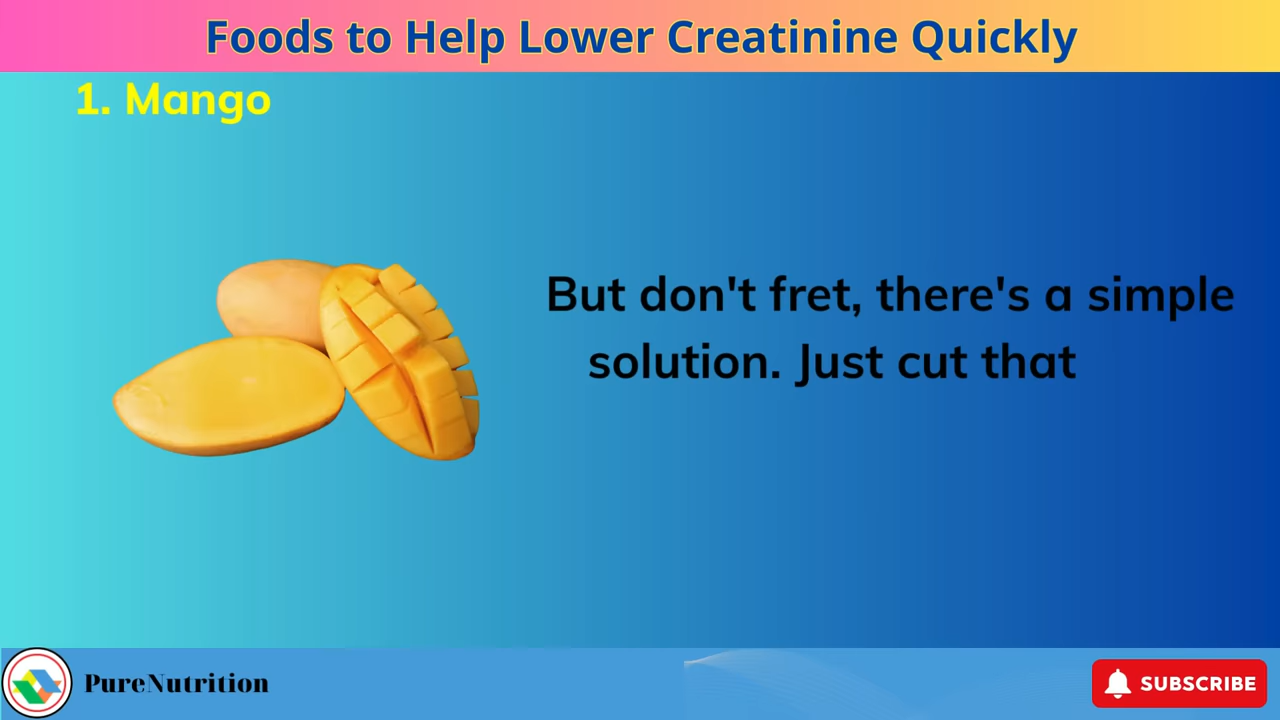 Foods to Help Lower Creatinine Quickly
1. Mango
But don't fret, there's a simple
solution. Just cut that
PureNutrition
SUBSCRIBE